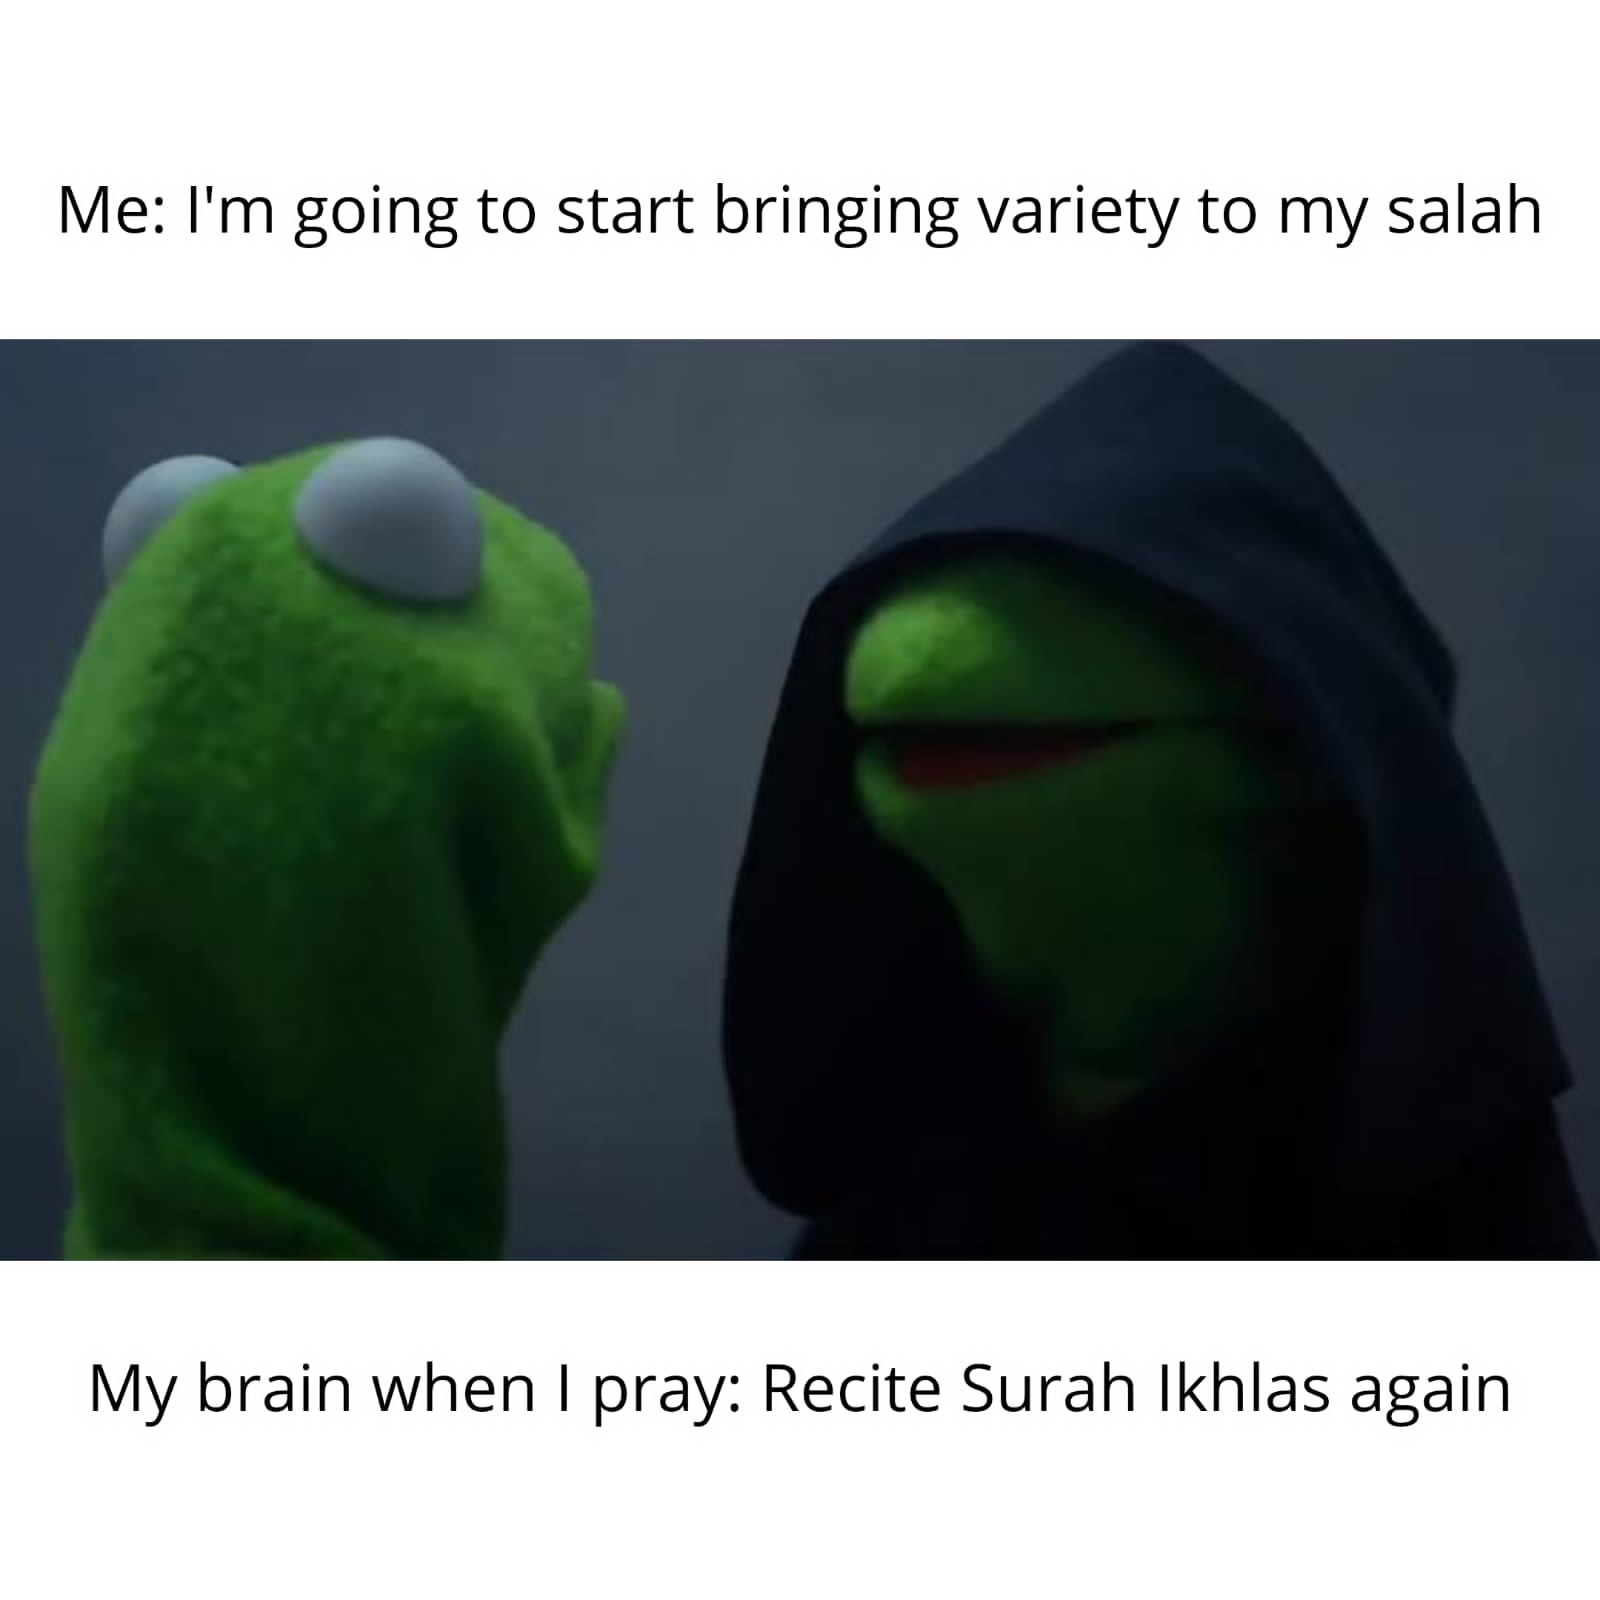 Me: I'm going to start bringing variety to my salah
My brain when I pray: Recite Surah Ikhlas again